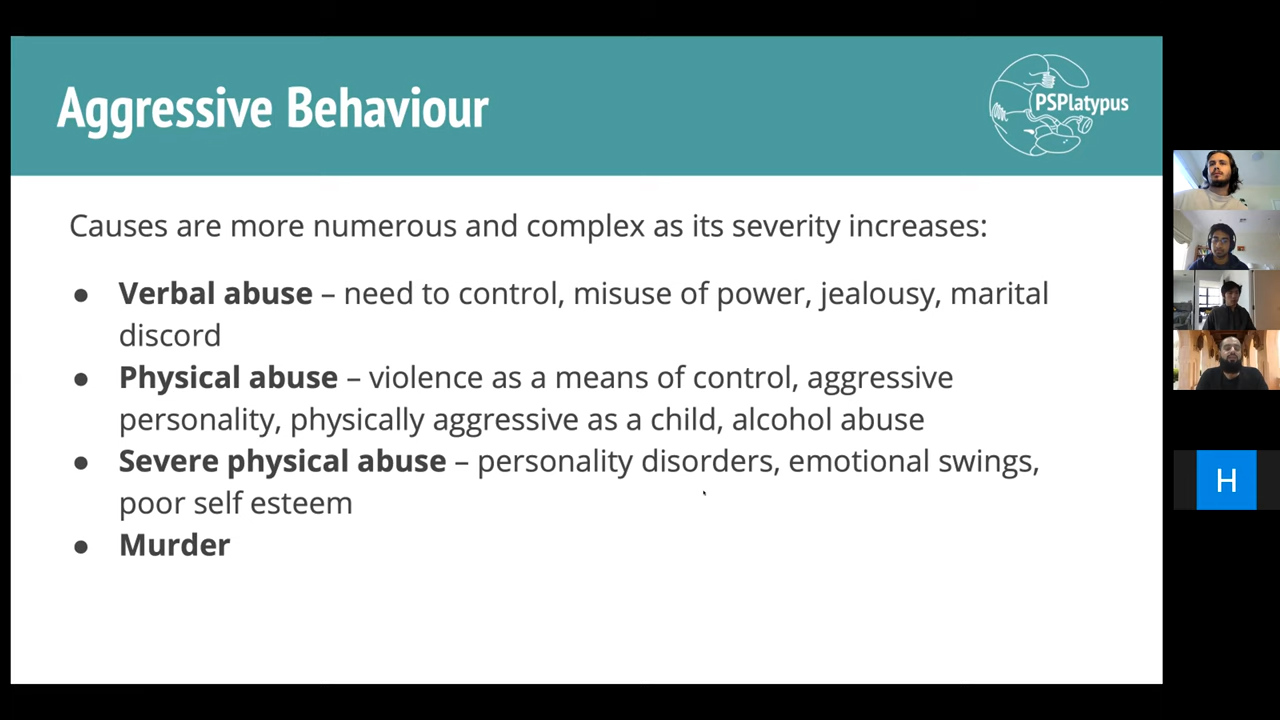 Aggressive Behaviour
PSPlatypus
Causes are more numerous and complex as its severity increases:
● Verbal abuse – need to control, misuse of power, jealousy, marital
discord
● Physical abuse – violence as a means of control, aggressive
personality, physically aggressive as a child, alcohol abuse
● Severe physical abuse – personality disorders, emotional swings,
poor self esteem
● Murder
H